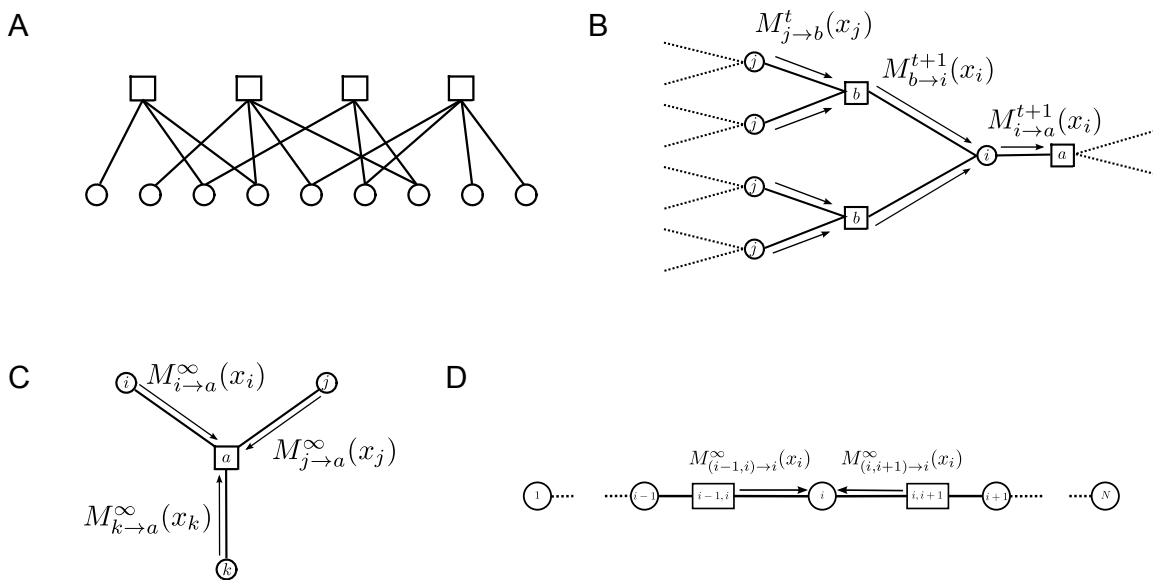 A
B
M^t_{j→b}(x_j)
j
M^{t+1}_{b→i}(x_i)
b
M^{t+1}_{i→a}(x_i)
j
i
a
j
b
j
C
D
i
M^∞_{i→a}(x_i)
j
a
M^∞_{j→a}(x_j)
M^∞_{k→a}(x_k)
k
M^∞_{(i−1,i)→i}(x_i)
M^∞_{(i,i+1)→i}(x_i)
1
i−1
i−1,i
i
i,i+1
i+1
N